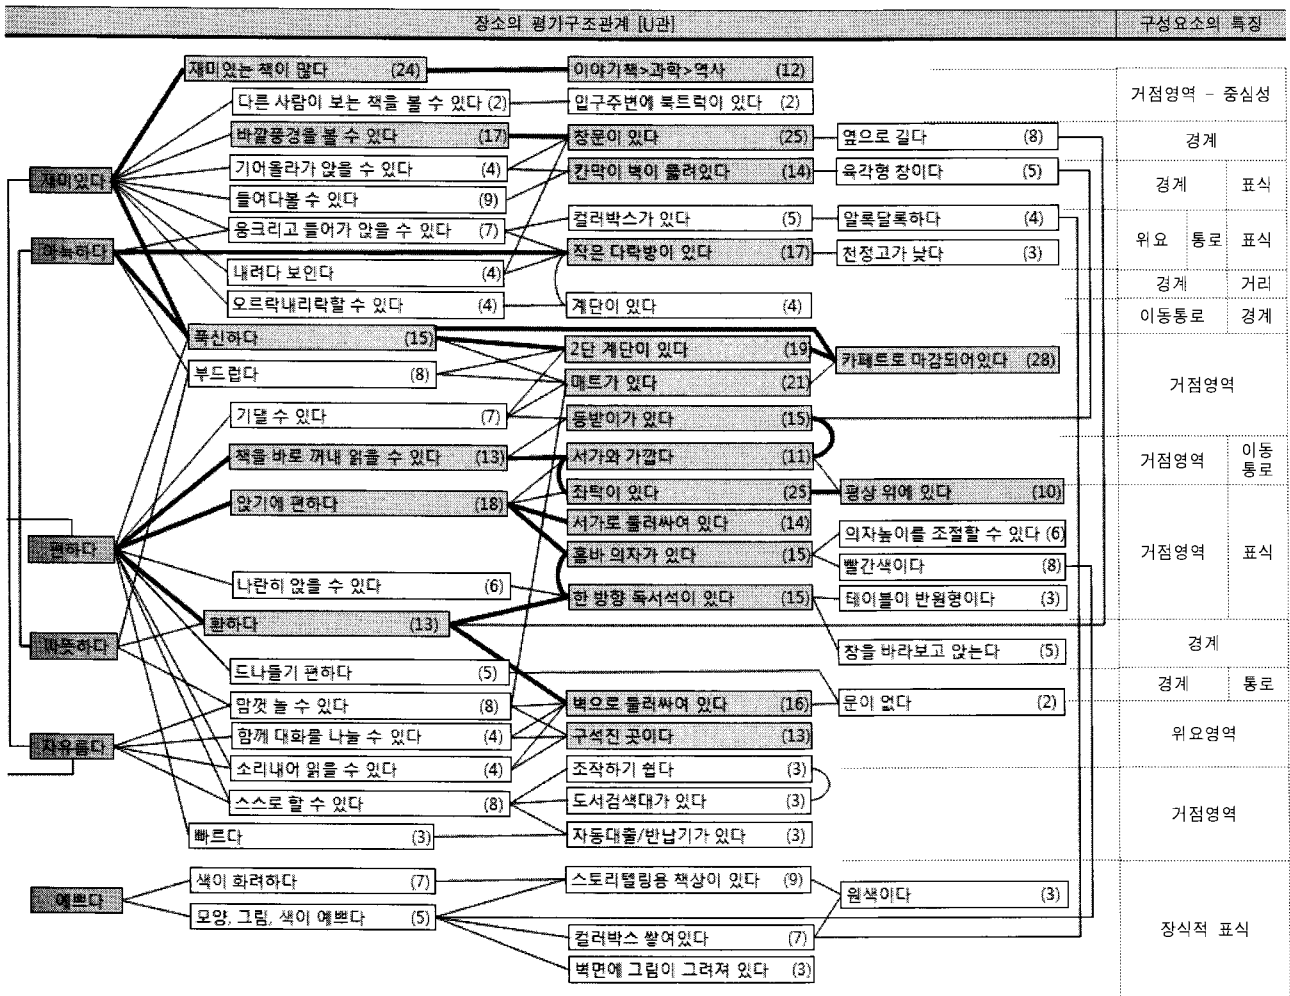 장소의 평가구조관계 [U관] 구성요소의 특징
재미있는 책이 많다 (24) 이야기책>과학>역사 (12)
다른 사람이 보는 책을 볼 수 있다 (2) 입구주변에 북트럭이 있다 (2) 거점영역 - 중심성
바깥풍경을 볼 수 있다 (17) 창문이 있다 (25) 옆으로 길다 (8) 경계
기어올라가 앉을 수 있다 (4) 칸막이 벽이 뚫려있다 (14) 육각형 창이다 (5) 경계 표식
재미있다
들여다볼 수 있다 (9)
웅크리고 들어가 앉을 수 있다 (7) 컬러박스가 있다 (5) 알록달록하다 (4) 위요 통로 표식
아늑하다 작은 다락방이 있다 (17) 천정고가 낮다 (3)
내려다 보인다 (4) 경계 거리
오르락내리락할 수 있다 (4) 계단이 있다 (4) 이동통로 경계
푹신하다 (15) 2단 계단이 있다 (19) 카페트로 마감되어있다 (28)
부드럽다 (8) 매트가 있다 (21) 거점영역
기댈 수 있다 (7) 등받이가 있다 (15)
책을 바로 꺼내 읽을 수 있다 (13) 서가와 가깝다 (11) 거점영역 이동
통로
앉기에 편하다 (18) 좌탁이 있다 (25) 평상 위에 있다 (10)
서가로 둘러싸여 있다 (14) 의자높이를 조절할 수 있다 (6)
편하다 홈바 의자가 있다 (15) 빨간색이다 (8) 거점영역 표식
나란히 앉을 수 있다 (6) 한 방향 독서석이 있다 (15) 테이블이 반원형이다 (3)
환하다 (13)
따뜻하다 창을 바라보고 앉는다 (5) 경계
드나들기 편하다 (5) 경계 통로
맘껏 놀 수 있다 (8) 벽으로 둘러싸여 있다 (16) 문이 없다 (2)
함께 대화를 나눌 수 있다 (4) 구석진 곳이다 (13) 위요영역
자유롭다
소리내어 읽을 수 있다 (4) 조작하기 쉽다 (3)
스스로 할 수 있다 (8) 도서검색대가 있다 (3) 거점영역
빠르다 (3) 자동대출/반납기가 있다 (3)
색이 화려하다 (7) 스토리텔링용 책상이 있다 (9) 원색이다 (3)
예쁘다
모양, 그림, 색이 예쁘다 (5) 컬러박스 쌓여있다 (7) 장식적 표식
벽면에 그림이 그려져 있다 (3)